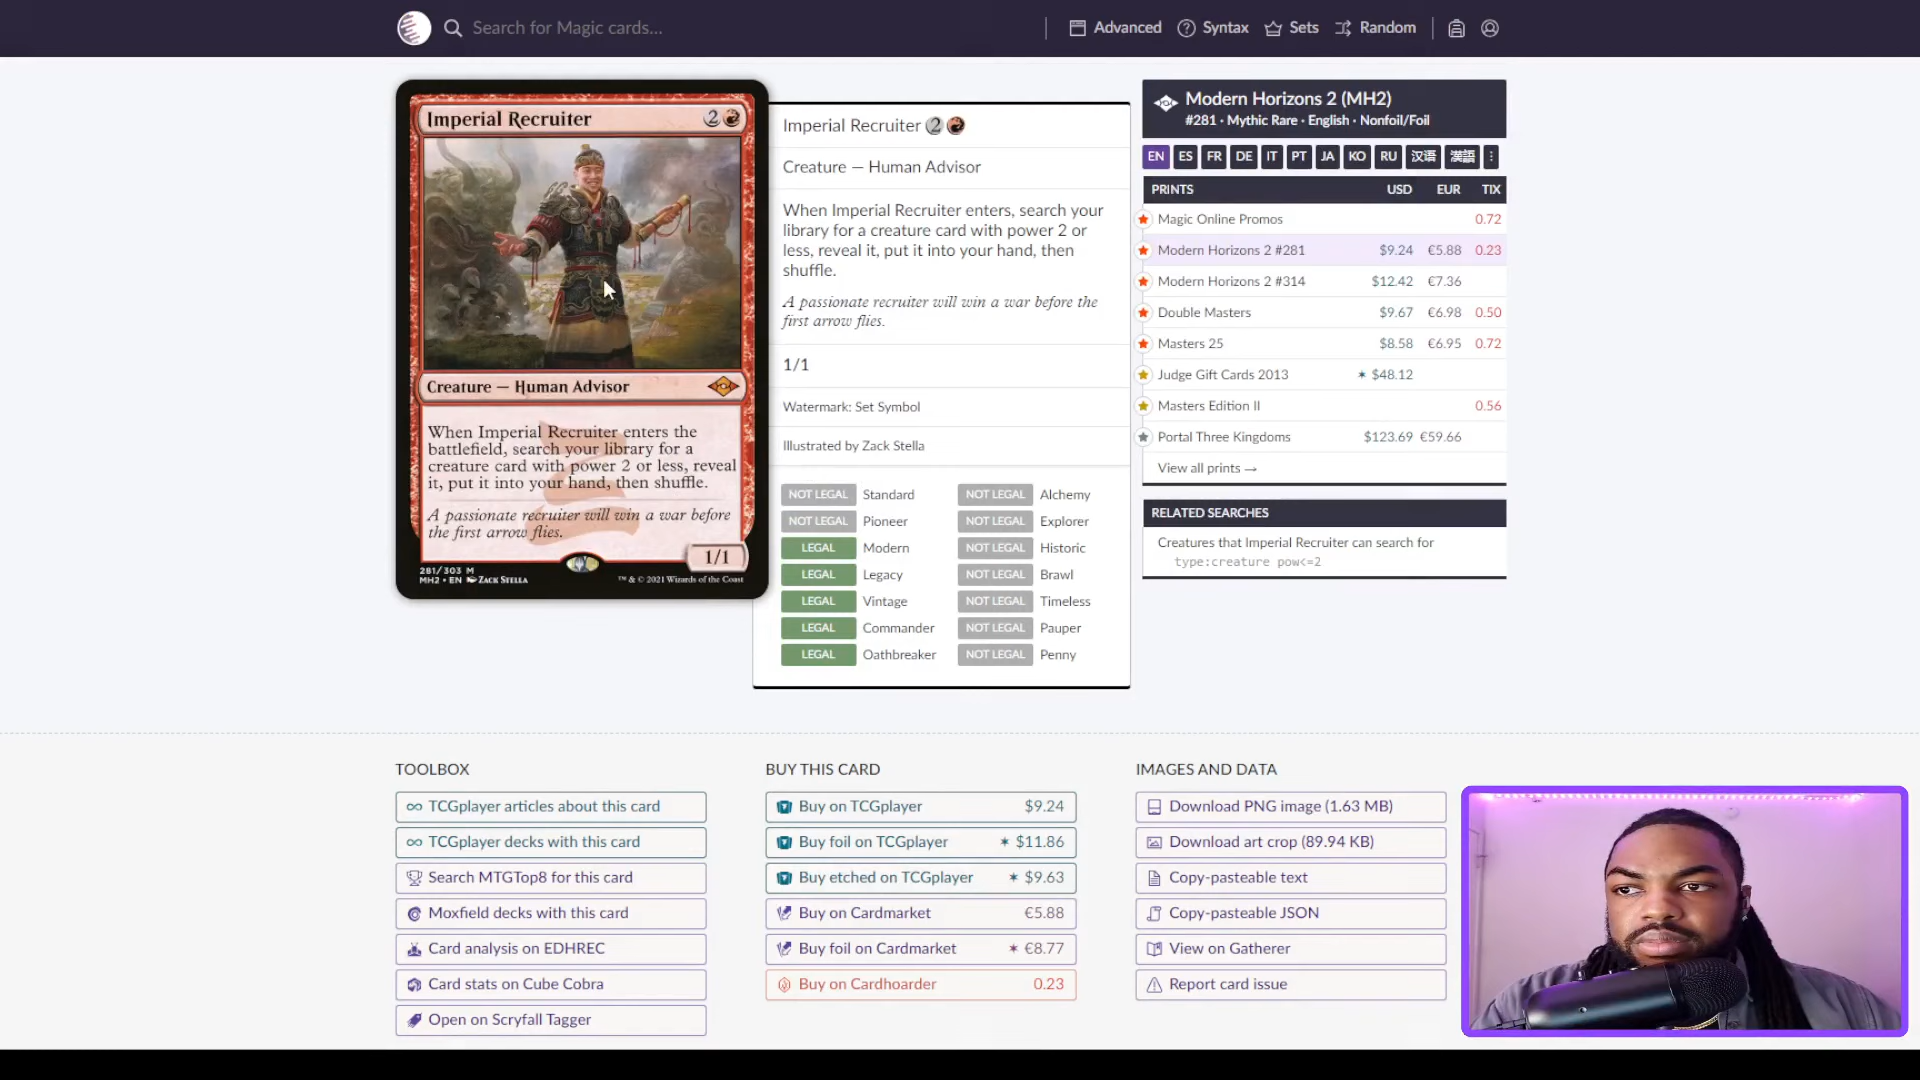 Search for Magic cards...
Advanced
Syntax
Sets
Random
Imperial Recruiter 2
Creature — Human Advisor
When Imperial Recruiter enters the
battlefield, search your library for a
creature card with power 2 or less, reveal
it, put it into your hand, then shuffle.
A passionate recruiter will win a war before
the first arrow flies.
1/1
281/303 M
MH2 • EN Zack Stella
™ & © 2021 Wizards of the Coast
Imperial Recruiter 2
Creature — Human Advisor
When Imperial Recruiter enters, search your
library for a creature card with power 2 or
less, reveal it, put it into your hand, then
shuffle.
A passionate recruiter will win a war before the
first arrow flies.
1/1
Watermark: Set Symbol
Illustrated by Zack Stella
NOT LEGAL Standard NOT LEGAL Alchemy
NOT LEGAL Pioneer NOT LEGAL Explorer
LEGAL Modern NOT LEGAL Historic
LEGAL Legacy NOT LEGAL Brawl
LEGAL Vintage NOT LEGAL Timeless
LEGAL Commander NOT LEGAL Pauper
LEGAL Oathbreaker NOT LEGAL Penny
Modern Horizons 2 (MH2)
#281 • Mythic Rare • English • Nonfoil/Foil
EN ES FR DE IT PT JA KO RU 汉语 漢語
PRINTS USD EUR TIX
Magic Online Promos 0.72
Modern Horizons 2 #281 $9.24 €5.88 0.23
Modern Horizons 2 #314 $12.42 €7.36
Double Masters $9.67 €6.98 0.50
Masters 25 $8.58 €6.95 0.72
Judge Gift Cards 2013 ✶ $48.12
Masters Edition II 0.56
Portal Three Kingdoms $123.69 €59.66
View all prints →
RELATED SEARCHES
Creatures that Imperial Recruiter can search for
type:creature pow<=2
TOOLBOX
TCGplayer articles about this card
TCGplayer decks with this card
Search MTGTop8 for this card
Moxfield decks with this card
Card analysis on EDHREC
Card stats on Cube Cobra
Open on Scryfall Tagger
BUY THIS CARD
Buy on TCGplayer $9.24
Buy foil on TCGplayer ✶ $11.86
Buy etched on TCGplayer ✶ $9.63
Buy on Cardmarket €5.88
Buy foil on Cardmarket ✶ €8.77
Buy on Cardhoarder 0.23
IMAGES AND DATA
Download PNG image (1.63 MB)
Download art crop (89.94 KB)
Copy-pasteable text
Copy-pasteable JSON
View on Gatherer
Report card issue